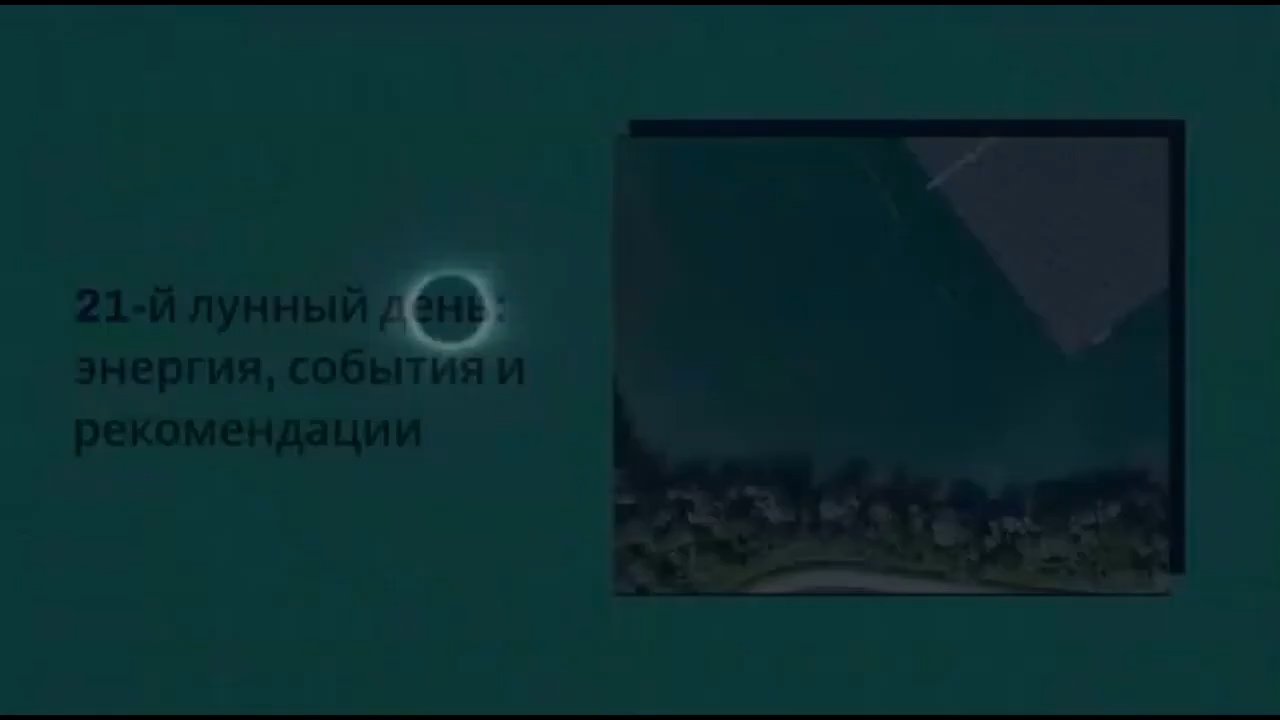 21-й лунный день:
энергия, события и
рекомендации